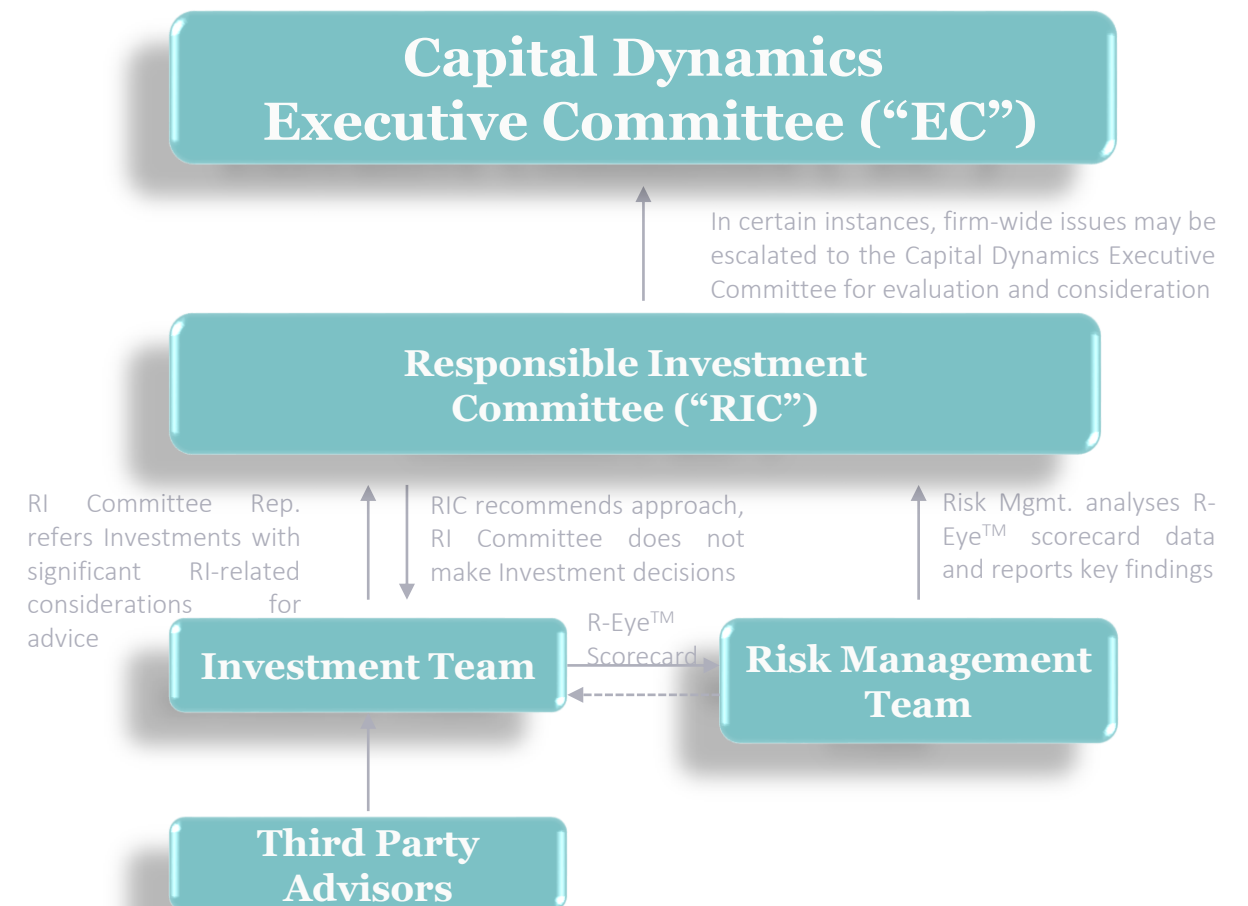 Capital Dynamics
Executive Committee (“EC”)
In certain instances, firm-wide issues may be
escalated to the Capital Dynamics Executive
Committee for evaluation and consideration
Responsible Investment
Committee (“RIC”)
RI Committee Rep.
refers Investments with
significant RI-related
considerations for
advice
RIC recommends approach,
RI Committee does not
make Investment decisions
Risk Mgmt. analyses R-
Eye™ scorecard data
and reports key findings
R-Eye™
Scorecard
Investment Team
Risk Management
Team
Third Party
Advisors